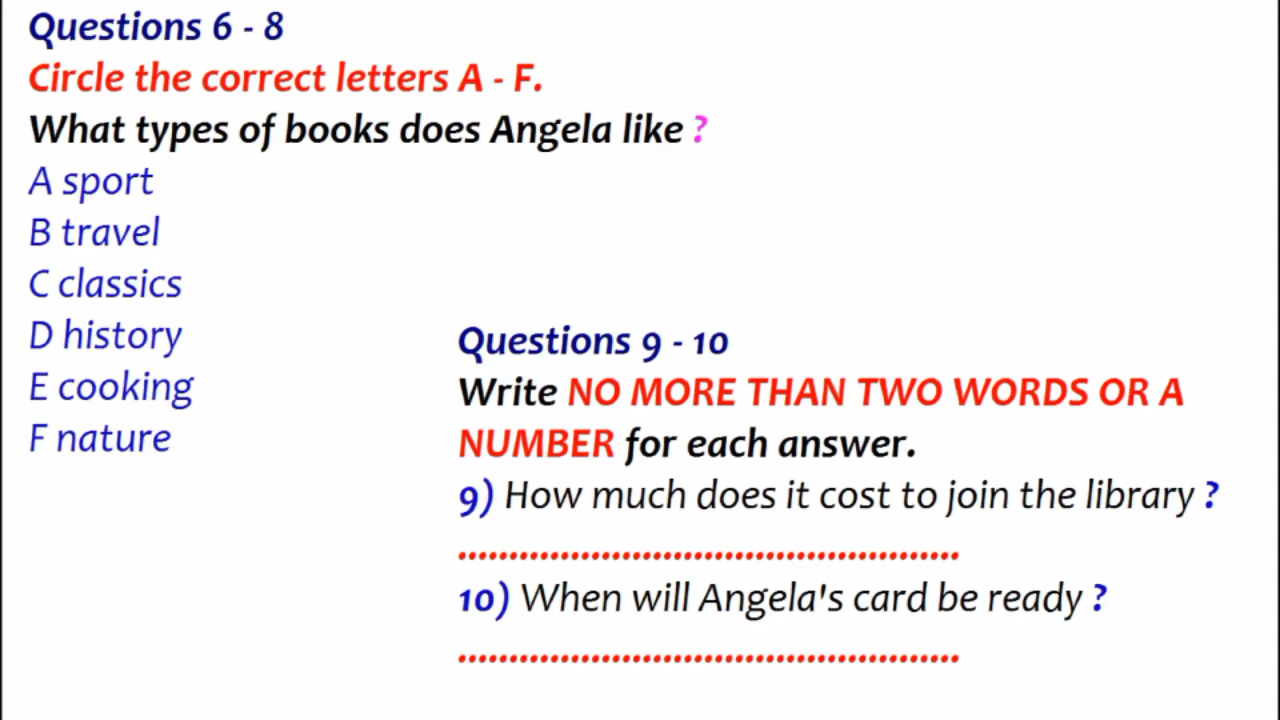 Questions 6 - 8
Circle the correct letters A - F.
What types of books does Angela like ?
A sport
B travel
C classics
D history
E cooking
F nature
Questions 9 - 10
Write NO MORE THAN TWO WORDS OR A
NUMBER for each answer.
9) How much does it cost to join the library ?
.................................................
10) When will Angela's card be ready ?
.................................................